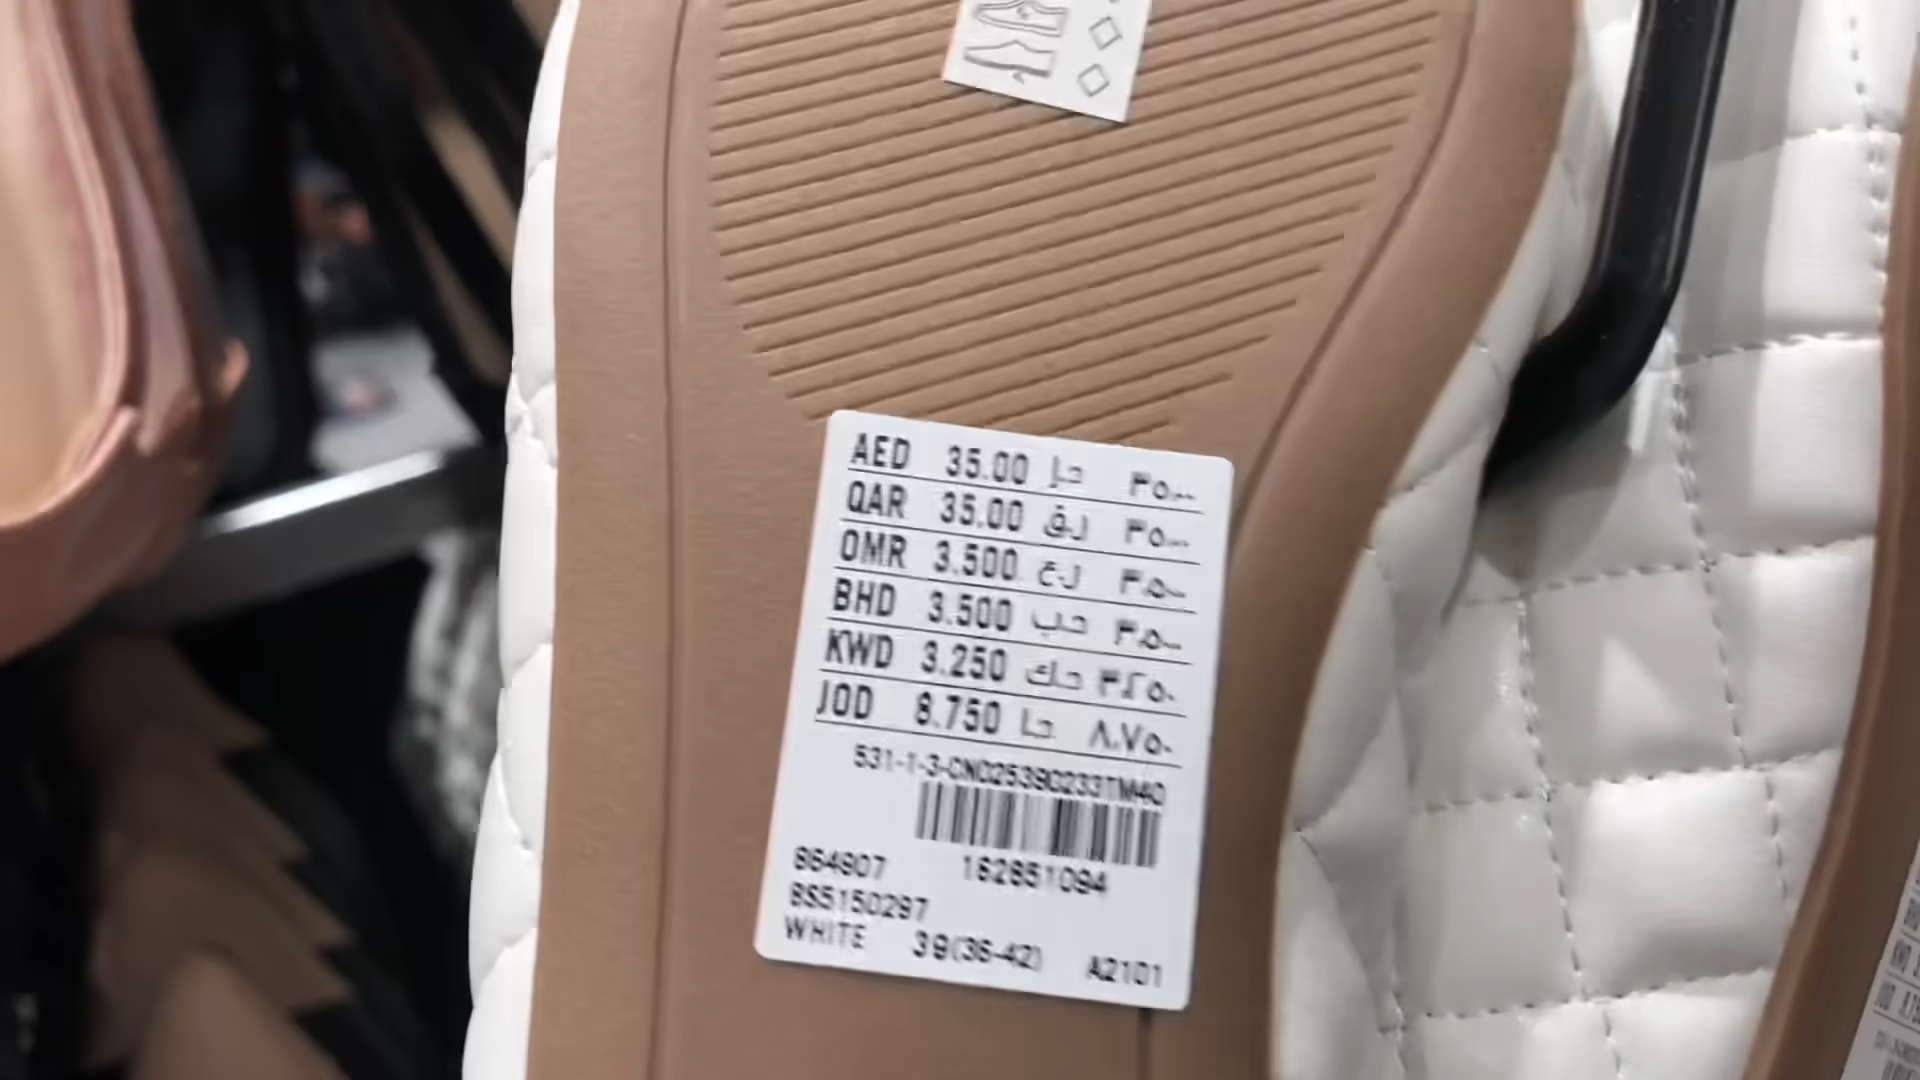 AED 35.00 د.إ ٣٥.٠٠
QAR 35.00 ر.ق ٣٥.٠٠
OMR 3.500 ر.ع ٣.٥٠٠
BHD 3.500 د.ب ٣.٥٠٠
KWD 3.250 د.ك ٣.٢٥٠
JOD 8.750 د.أ ٨.٧٥٠
531-1-3-CN025390233TM40
864907 162851094
BS5150297
WHITE 39(36-42) A2101